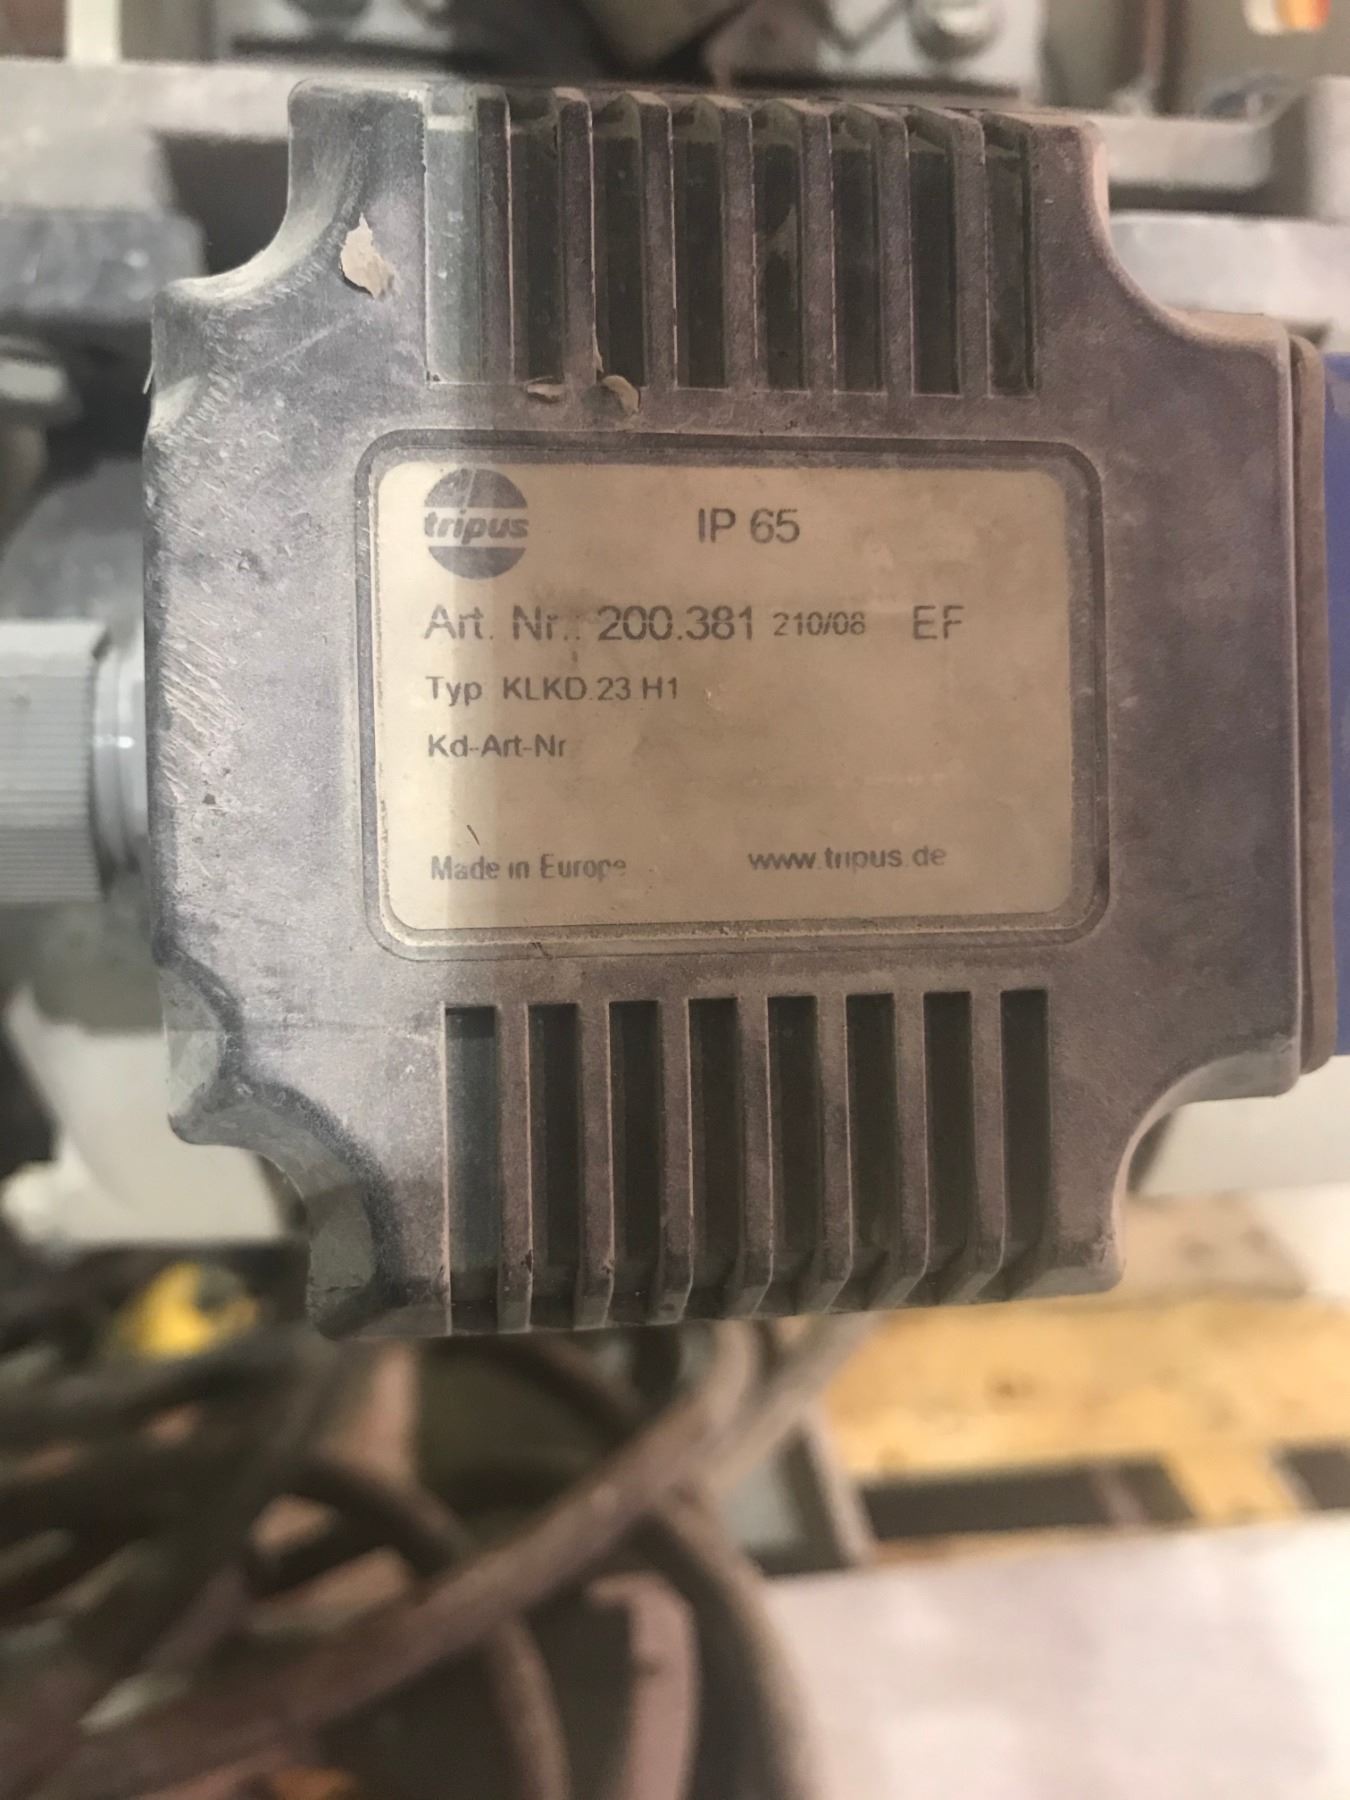 tripus
IP 65
Art. Nr.: 200.381 210/08 EF
Typ KLKD.23 H1
Kd-Art-Nr
Made in Europe
www.tripus.de